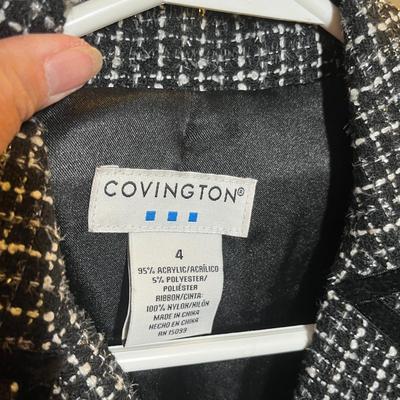 COVINGTON®
4
95% ACRYLIC/ACRÍLICO
5% POLYESTER/
POLIÉSTER
RIBBON/CINTA:
100% NYLON/NILON
MADE IN CHINA
HECHO EN CHINA
RN 15099